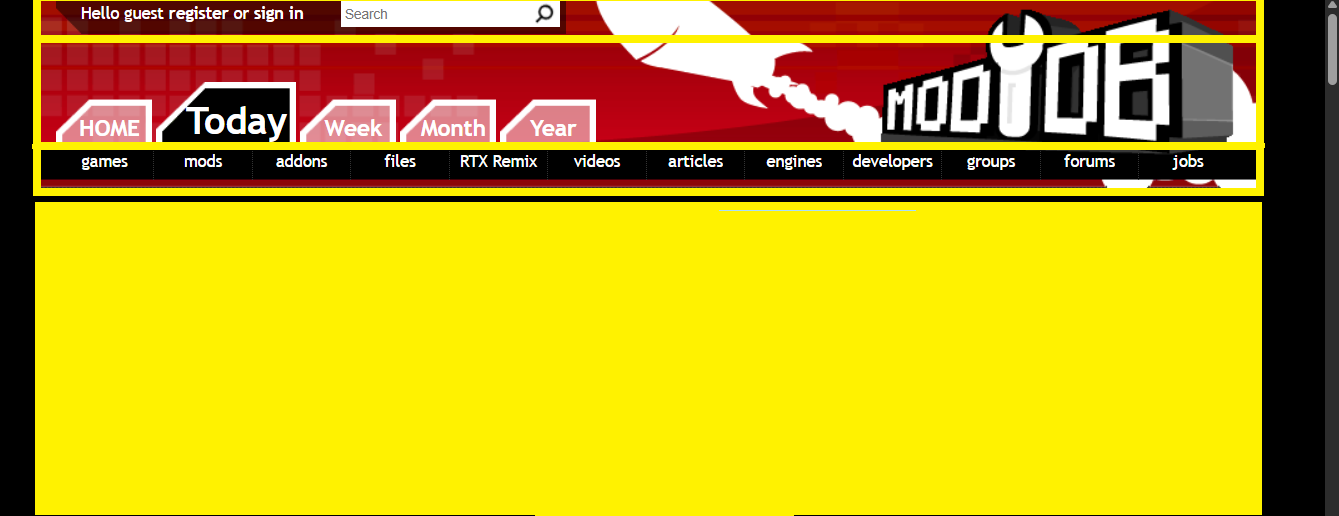 Hello guest register or sign in
Search
MODDB
HOME Today Week Month Year
games mods addons files RTX Remix videos articles engines developers groups forums jobs